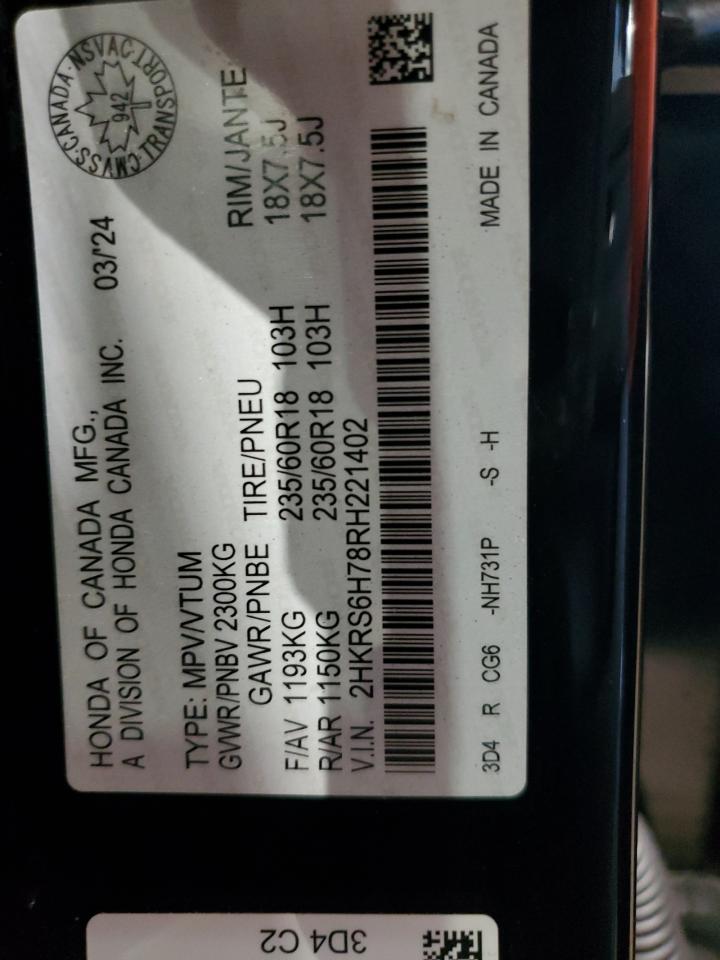 HONDA OF CANADA MFG.,
A DIVISION OF HONDA CANADA INC. 03/'24
CMVSS·CANADA·NSVAC·TRANSPORT·
942
TYPE: MPV/VTUM
GVWR/PNBV 2300KG
GAWR/PNBE TIRE/PNEU RIM/JANTE
F/AV 1193KG 235/60R18 103H 18X7.5J
R/AR 1150KG 235/60R18 103H 18X7.5J
V.I.N. 2HKRS6H78RH221402
3D4 R CG6 -NH731P -S -H MADE IN CANADA
3D4 C2